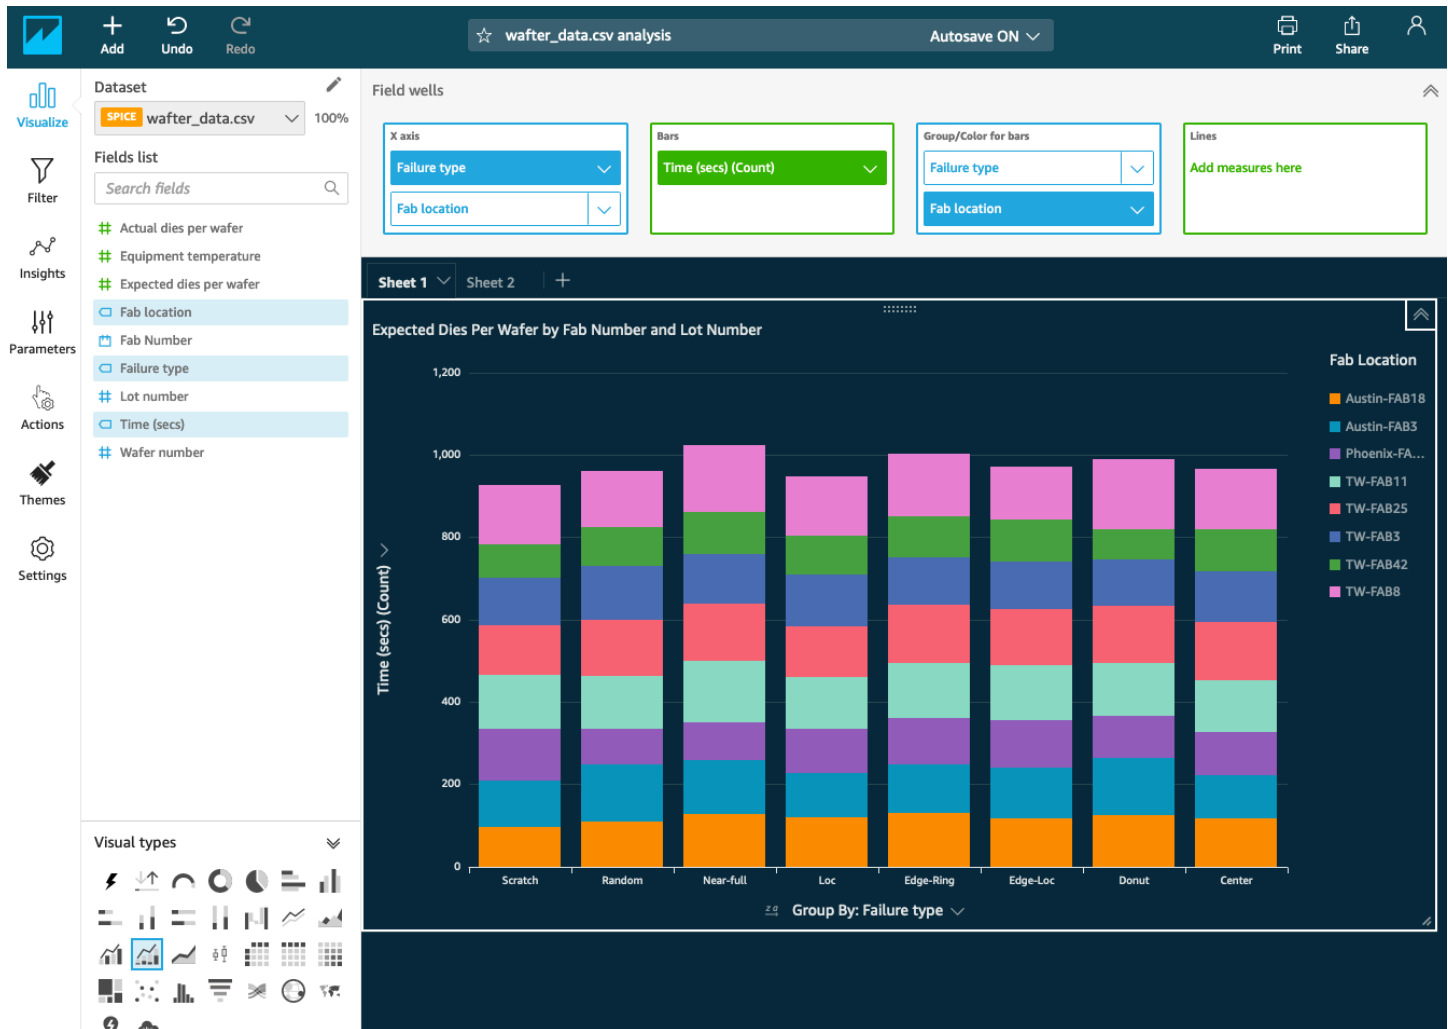 Add
Undo
Redo
wafter_data.csv analysis
Autosave ON
Print
Share
Visualize
Filter
Insights
Parameters
Actions
Themes
Settings
Dataset
SPICE wafter_data.csv 100%
Fields list
Search fields
Actual dies per wafer
Equipment temperature
Expected dies per wafer
Fab location
Fab Number
Failure type
Lot number
Time (secs)
Wafer number
Visual types
Field wells
X axis
Failure type
Fab location
Bars
Time (secs) (Count)
Group/Color for bars
Failure type
Fab location
Lines
Add measures here
Sheet 1
Sheet 2
Expected Dies Per Wafer by Fab Number and Lot Number
1,200
1,000
800
600
400
200
0
Time (secs) (Count)
Scratch
Random
Near-full
Loc
Edge-Ring
Edge-Loc
Donut
Center
Group By: Failure type
Fab Location
Austin-FAB18
Austin-FAB3
Phoenix-FA...
TW-FAB11
TW-FAB25
TW-FAB3
TW-FAB42
TW-FAB8